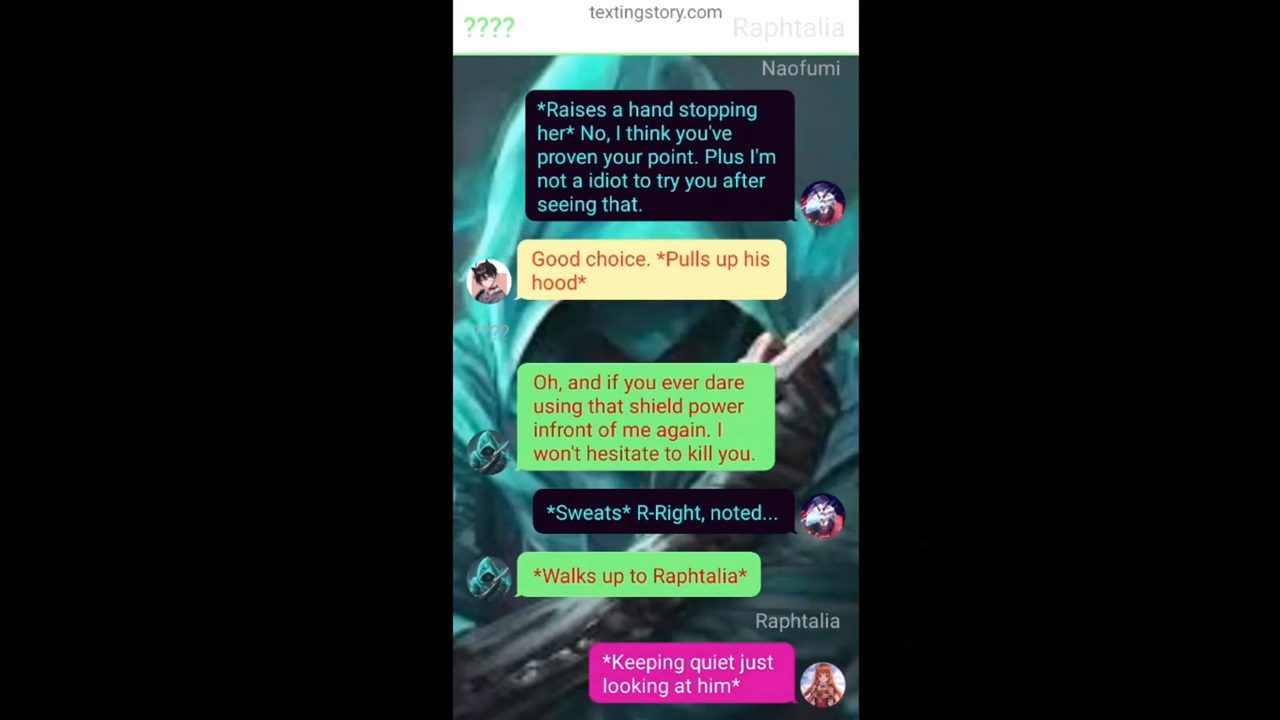 textingstory.com
????
Raphtalia
Naofumi
*Raises a hand stopping
her* No, I think you've
proven your point. Plus I'm
not a idiot to try you after
seeing that.
Good choice. *Pulls up his
hood*
????
Oh, and if you ever dare
using that shield power
infront of me again. I
won't hesitate to kill you.
*Sweats* R-Right, noted...
*Walks up to Raphtalia*
Raphtalia
*Keeping quiet just
looking at him*